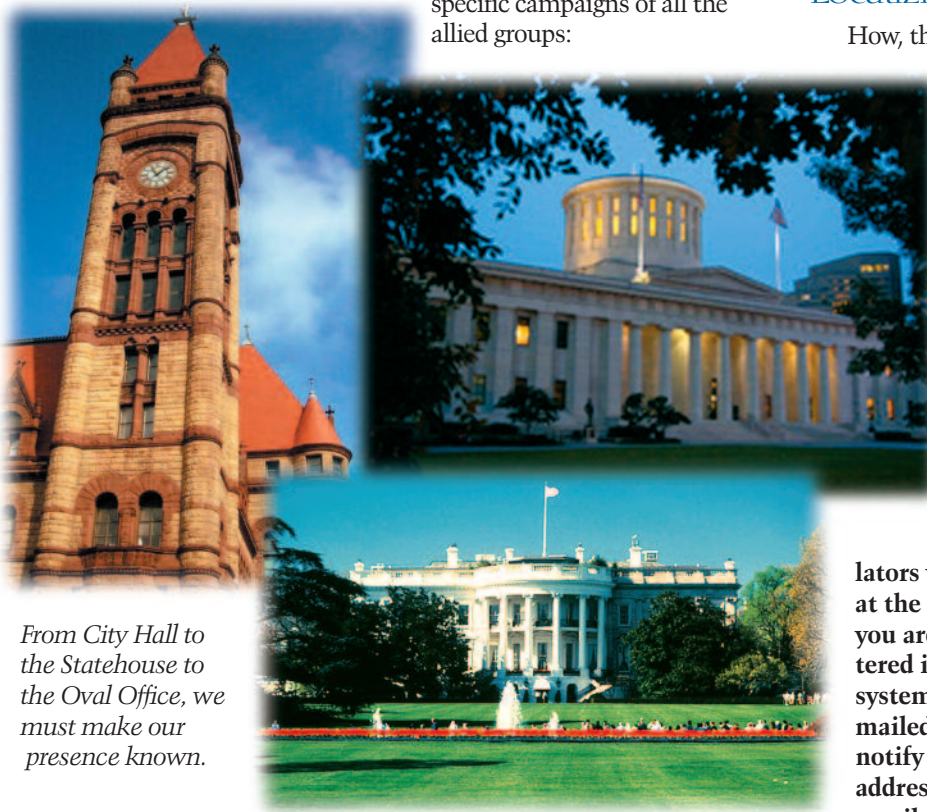 specific campaigns of all the
allied groups:
How, th
From City Hall to
the Statehouse to
the Oval Office, we
must make our
presence known.
lators
at the
you are
tered i
system
mailed
notify
addres